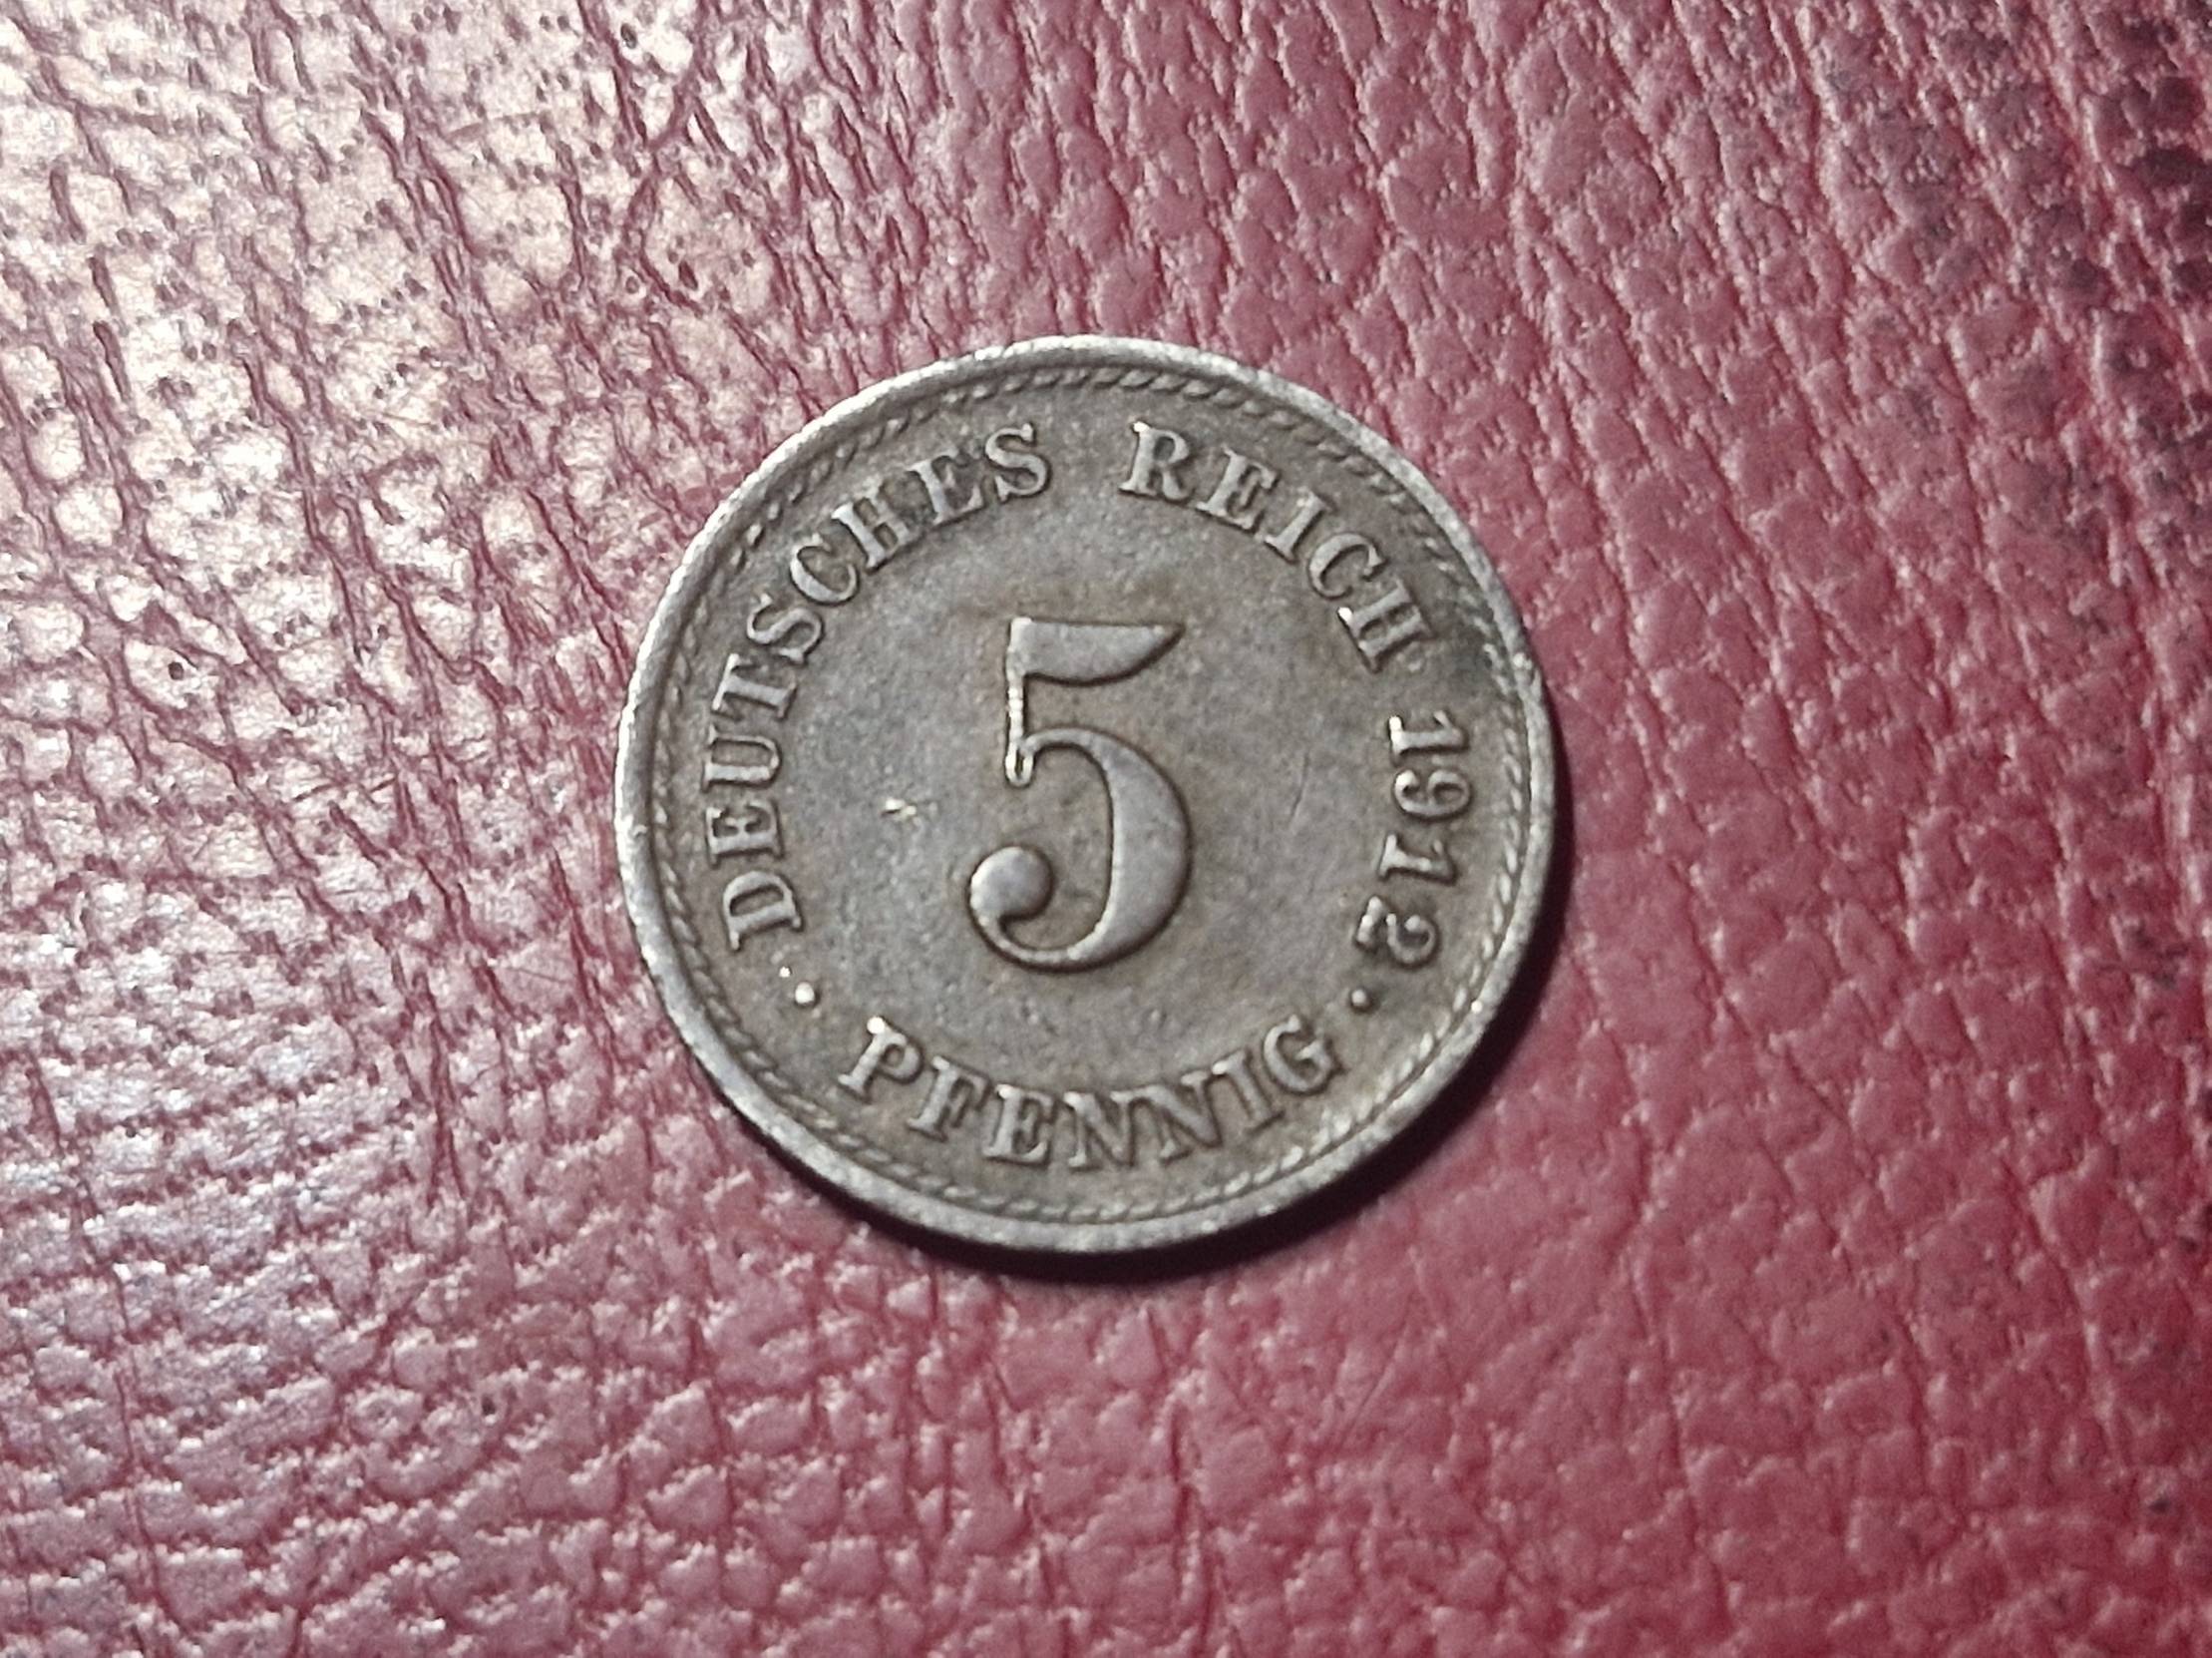 DEUTSCHES REICH 1912
5
· PFENNIG ·